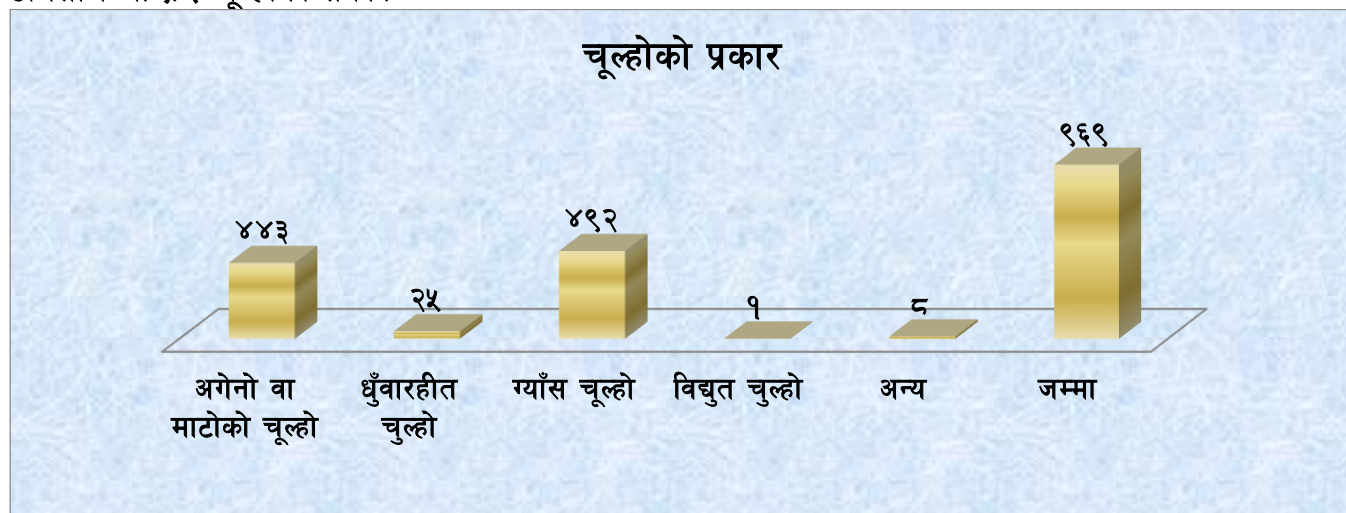 चूल्होको प्रकार
९६९
४४३
४९२
२५
१
८
अगेनो वा
माटोको चूल्हो
धुँवारहीत
चुल्हो
ग्याँस चूल्हो
विद्युत चुल्हो
अन्य
जम्मा